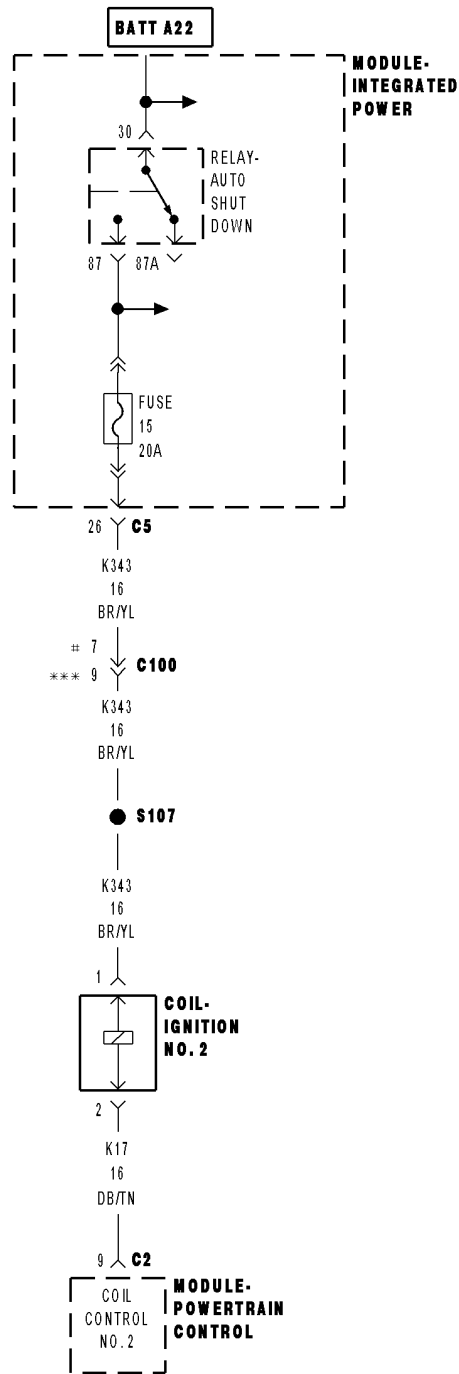 BATT A22
MODULE-
INTEGRATED
POWER
30
RELAY-
AUTO
SHUT
DOWN
87 87A
FUSE
15
20A
26 C5
K343
16
BR/YL
# 7
C100
*** 9
K343
16
BR/YL
S107
K343
16
BR/YL
1
COIL-
IGNITION
NO. 2
2
K17
16
DB/TN
9 C2
COIL
CONTROL
NO. 2
MODULE-
POWERTRAIN
CONTROL